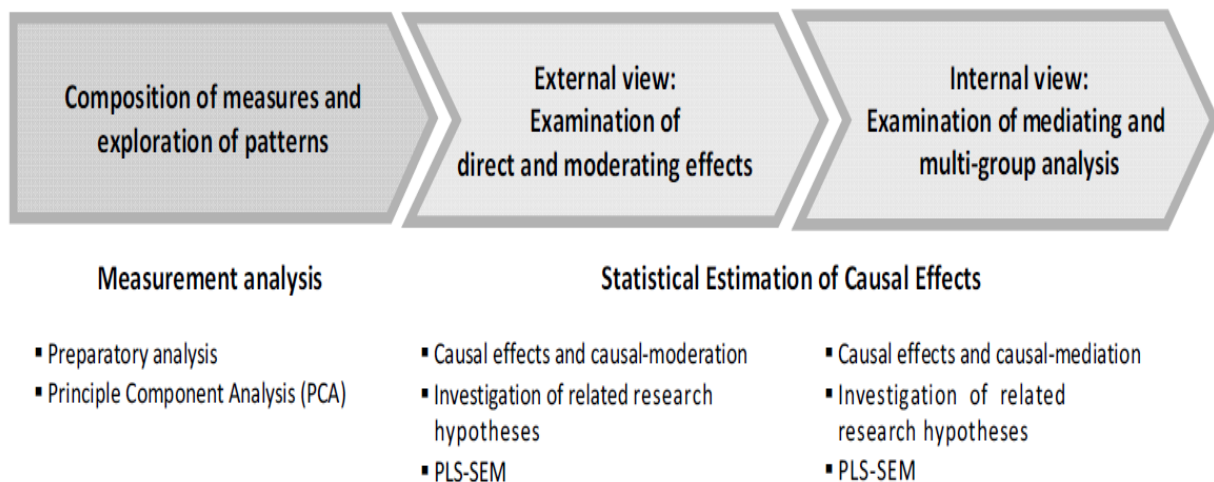 Composition of measures and
exploration of patterns
External view:
Examination of
direct and moderating effects
Internal view:
Examination of mediating and
multi-group analysis
Measurement analysis
Statistical Estimation of Causal Effects
▪ Preparatory analysis
▪ Principle Component Analysis (PCA)
▪ Causal effects and causal-moderation
▪ Investigation of related research
hypotheses
▪ PLS-SEM
▪ Causal effects and causal-mediation
▪ Investigation of related
research hypotheses
▪ PLS-SEM